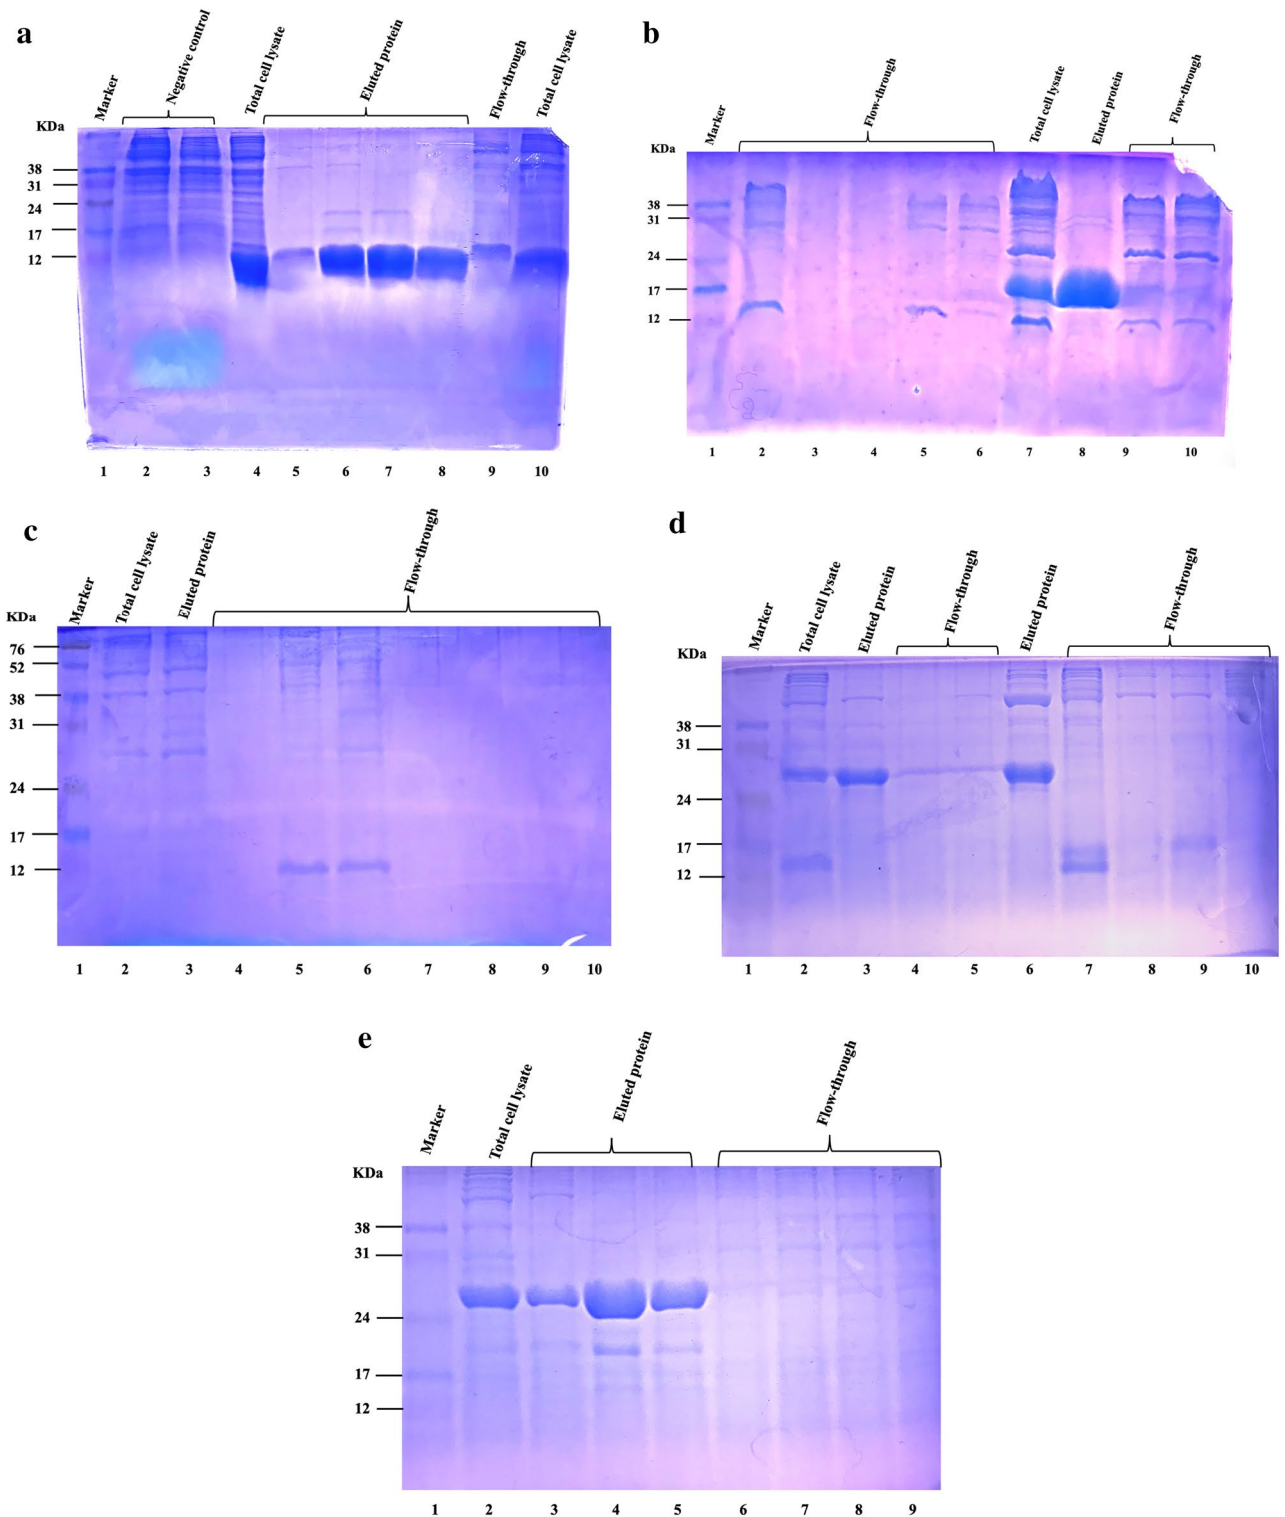 a
Marker
Negative control
Total cell lysate
Eluted protein
Flow-through
Total cell lysate
KDa
38
31
24
17
12
1 2 3 4 5 6 7 8 9 10
b
Marker
Flow-through
Total cell lysate
Eluted protein
Flow-through
KDa
38
31
24
17
12
1 2 3 4 5 6 7 8 9 10
c
Marker
Total cell lysate
Eluted protein
Flow-through
KDa
76
52
38
31
24
17
12
1 2 3 4 5 6 7 8 9 10
d
Marker
Total cell lysate
Eluted protein
Flow-through
Eluted protein
Flow-through
KDa
38
31
24
17
12
1 2 3 4 5 6 7 8 9 10
e
Marker
Total cell lysate
Eluted protein
Flow-through
KDa
38
31
24
17
12
1 2 3 4 5 6 7 8 9